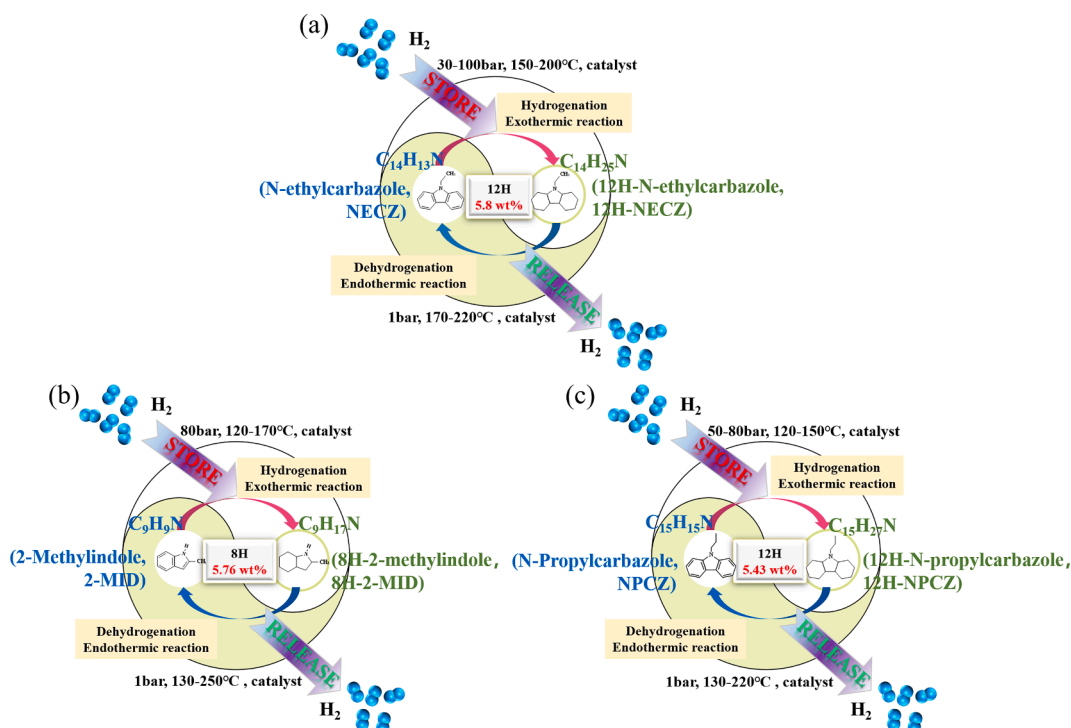 (a)
H₂
30-100bar, 150-200℃, catalyst
STORE
Hydrogenation
Exothermic reaction
C₁₄H₁₃N
(N-ethylcarbazole,
NECZ)
CH₃
N
12H
5.8 wt%
CH₃
N
C₁₄H₂₅N
(12H-N-ethylcarbazole,
12H-NECZ)
Dehydrogenation
Endothermic reaction
RELEASE
1bar, 170-220℃ , catalyst
H₂
(b)
H₂
80bar, 120-170℃, catalyst
STORE
Hydrogenation
Exothermic reaction
C₉H₉N
(2-Methylindole,
2-MID)
H
N
CH₃
8H
5.76 wt%
H
N
CH₃
C₉H₁₇N
(8H-2-methylindole,
8H-2-MID)
Dehydrogenation
Endothermic reaction
RELEASE
1bar, 130-250℃ , catalyst
H₂
(c)
H₂
50-80bar, 120-150℃, catalyst
STORE
Hydrogenation
Exothermic reaction
C₁₅H₁₅N
(N-Propylcarbazole,
NPCZ)
N
12H
5.43 wt%
N
C₁₅H₂₇N
(12H-N-propylcarbazole,
12H-NPCZ)
Dehydrogenation
Endothermic reaction
RELEASE
1bar, 130-220℃ , catalyst
H₂